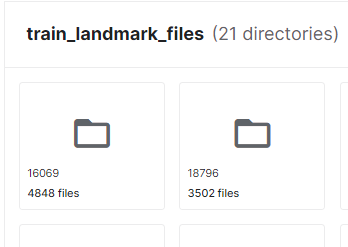 train_landmark_files (21 directories)
16069
4848 files
18796
3502 files